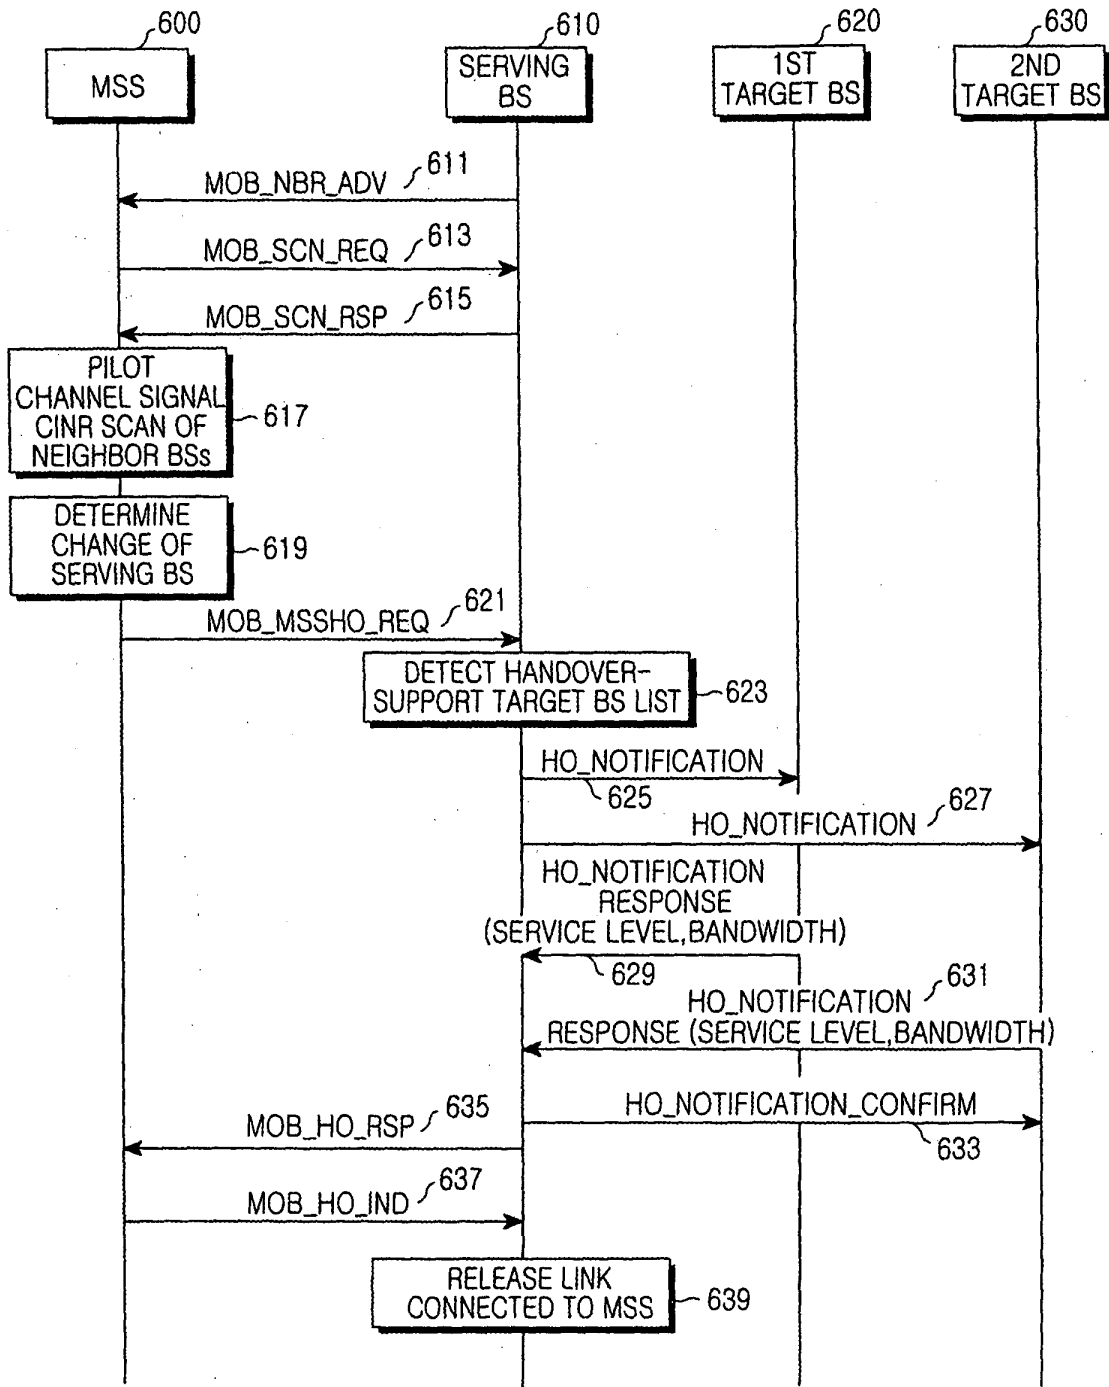 600
610
620
630
MSS
SERVING
BS
1ST
TARGET BS
2ND
TARGET BS
MOB_NBR_ADV
611
MOB_SCN_REQ
613
MOB_SCN_RSP
615
PILOT
CHANNEL SIGNAL
CINR SCAN OF
NEIGHBOR BSs
617
DETERMINE
CHANGE OF
SERVING BS
619
MOB_MSSHO_REQ
621
DETECT HANDOVER-
SUPPORT TARGET BS LIST
623
HO_NOTIFICATION
625
HO_NOTIFICATION
627
HO_NOTIFICATION
RESPONSE
(SERVICE LEVEL,BANDWIDTH)
629
HO_NOTIFICATION
631
RESPONSE (SERVICE LEVEL,BANDWIDTH)
HO_NOTIFICATION_CONFIRM
633
MOB_HO_RSP
635
MOB_HO_IND
637
RELEASE LINK
CONNECTED TO MSS
639